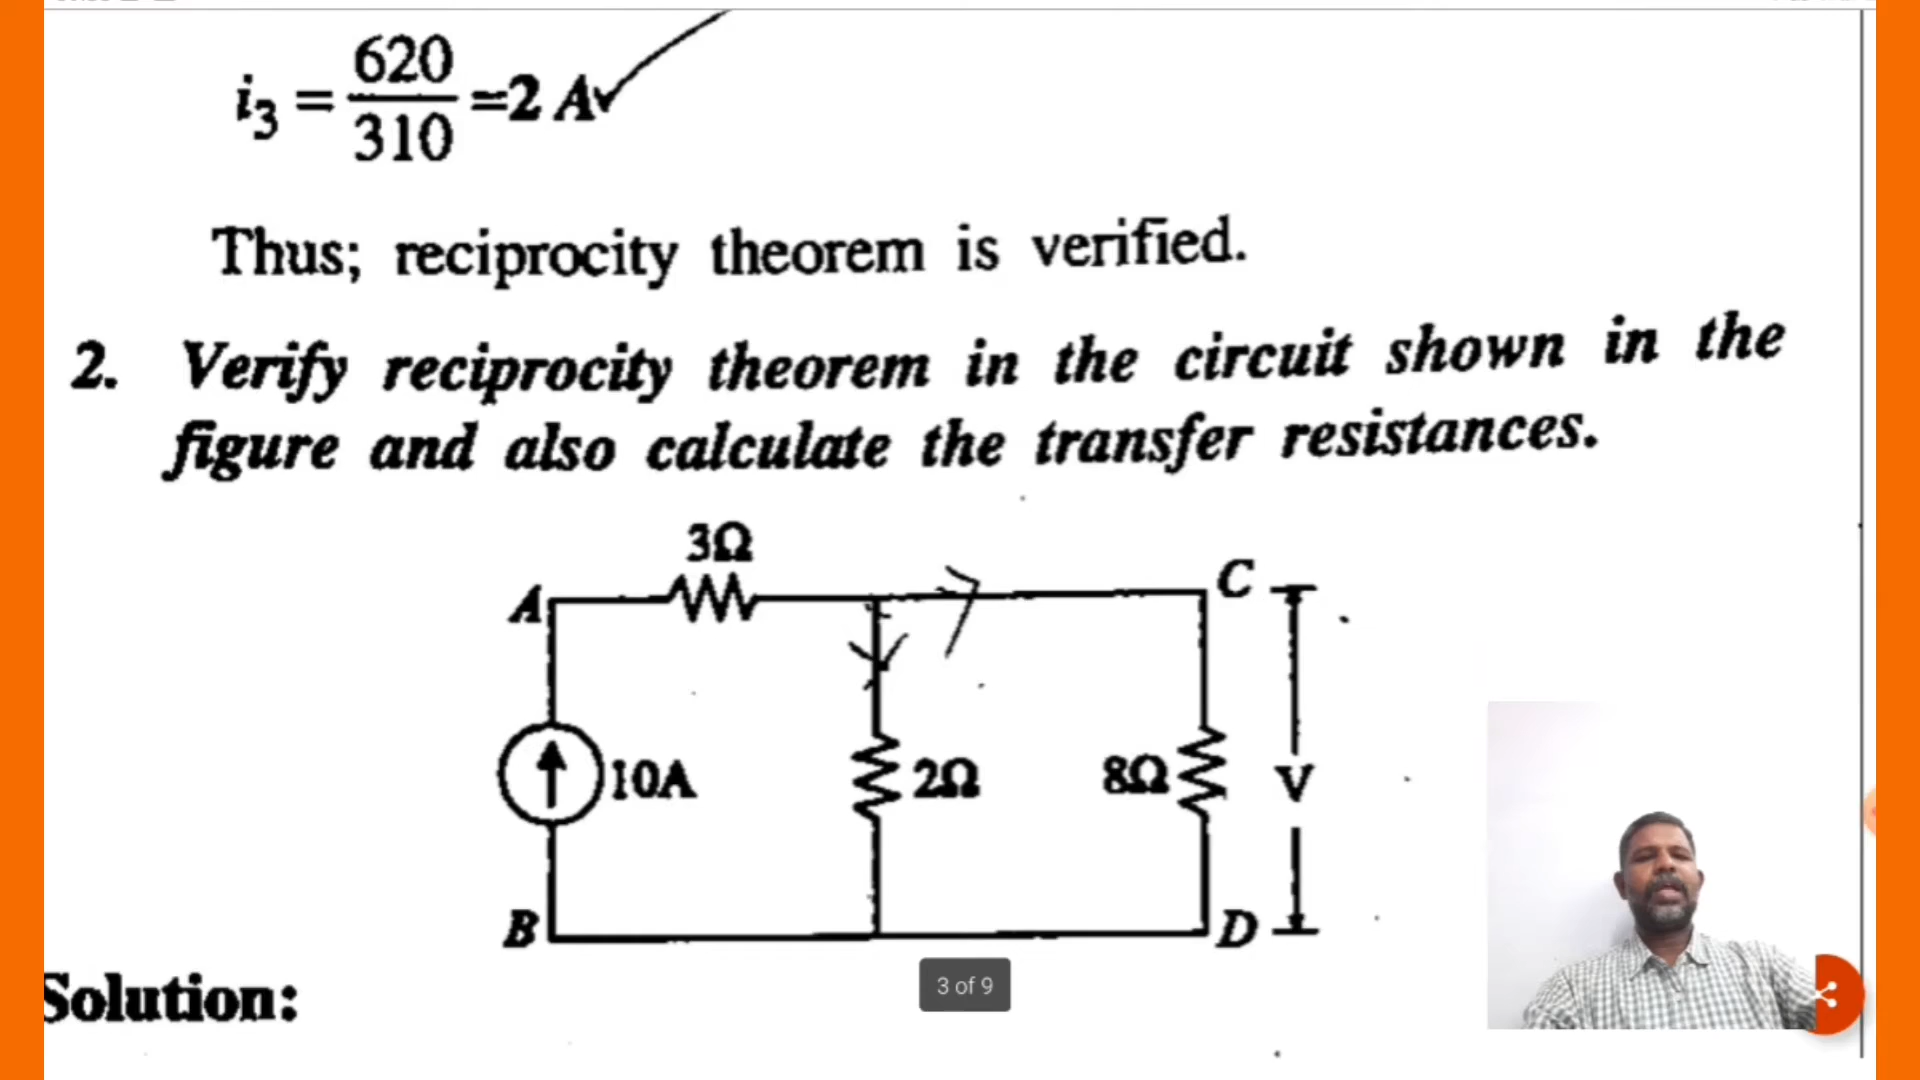 i3 = 620/310 =2 A✓
Thus; reciprocity theorem is verified.
2. Verify reciprocity theorem in the circuit shown in the
figure and also calculate the transfer resistances.
3Ω
A
C
10A
2Ω
8Ω
V
B
D
3 of 9
Solution: